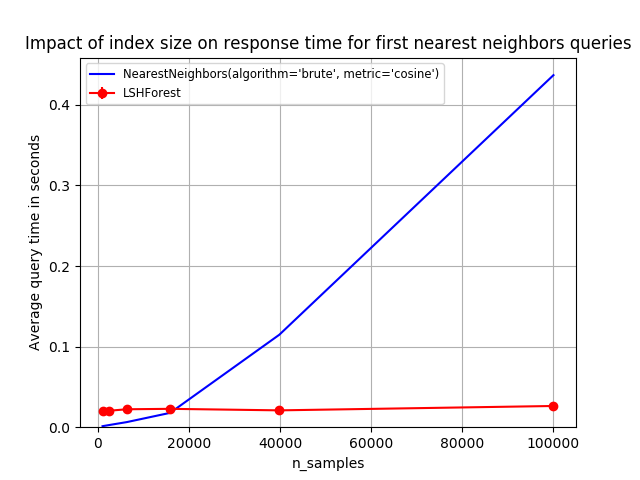 Impact of index size on response time for first nearest neighbors queries
NearestNeighbors(algorithm='brute', metric='cosine')
LSHForest
Average query time in seconds
0.4
0.3
0.2
0.1
0.0
0 20000 40000 60000 80000 100000
n_samples